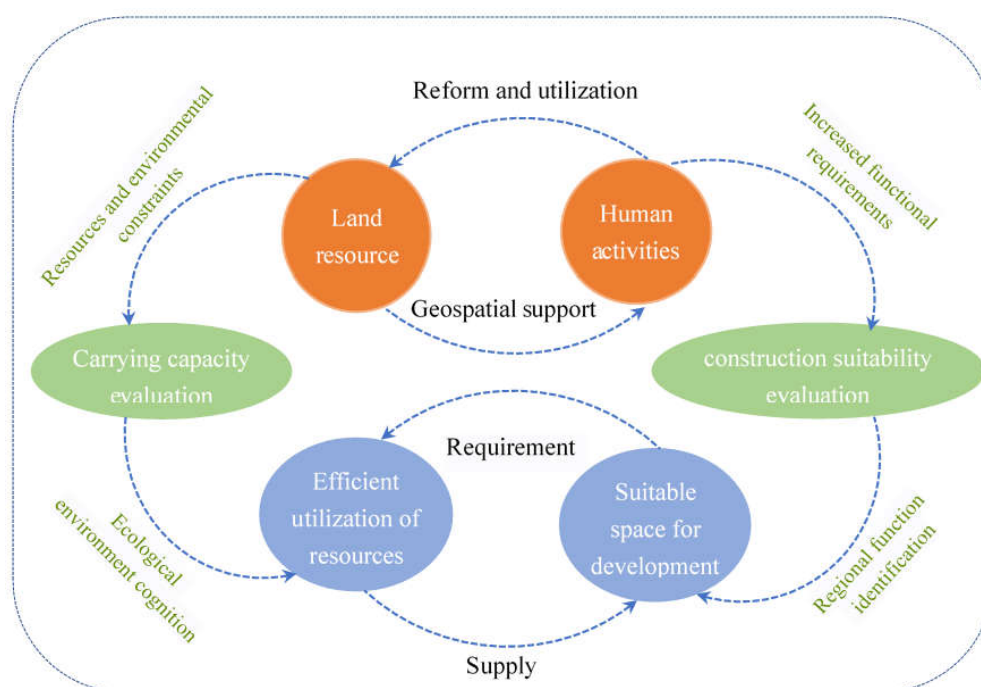 Reform and utilization
Resources and environmental
constraints
Increased functional
requirements
Land
resource
Human
activities
Geospatial support
Carrying capacity
evaluation
construction suitability
evaluation
Requirement
Efficient
utilization of
resources
Suitable
space for
development
Ecological
environment cognition
Regional function
identification
Supply